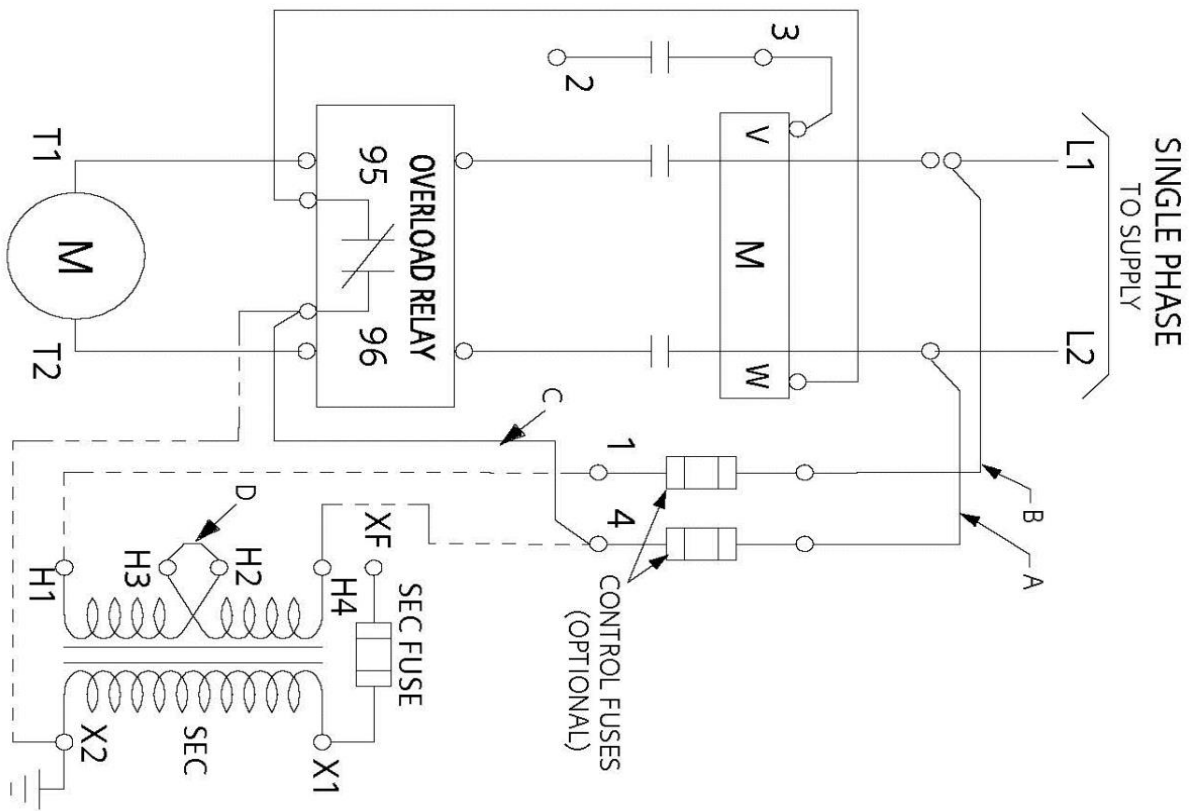 SINGLE PHASE
TO SUPPLY
L1
L2
3
2
V
M
W
B
A
1
4
CONTROL FUSES
(OPTIONAL)
C
OVERLOAD RELAY
95
96
T1
M
T2
D
H1
H3
H2
H4
XF
SEC FUSE
SEC
X2
X1